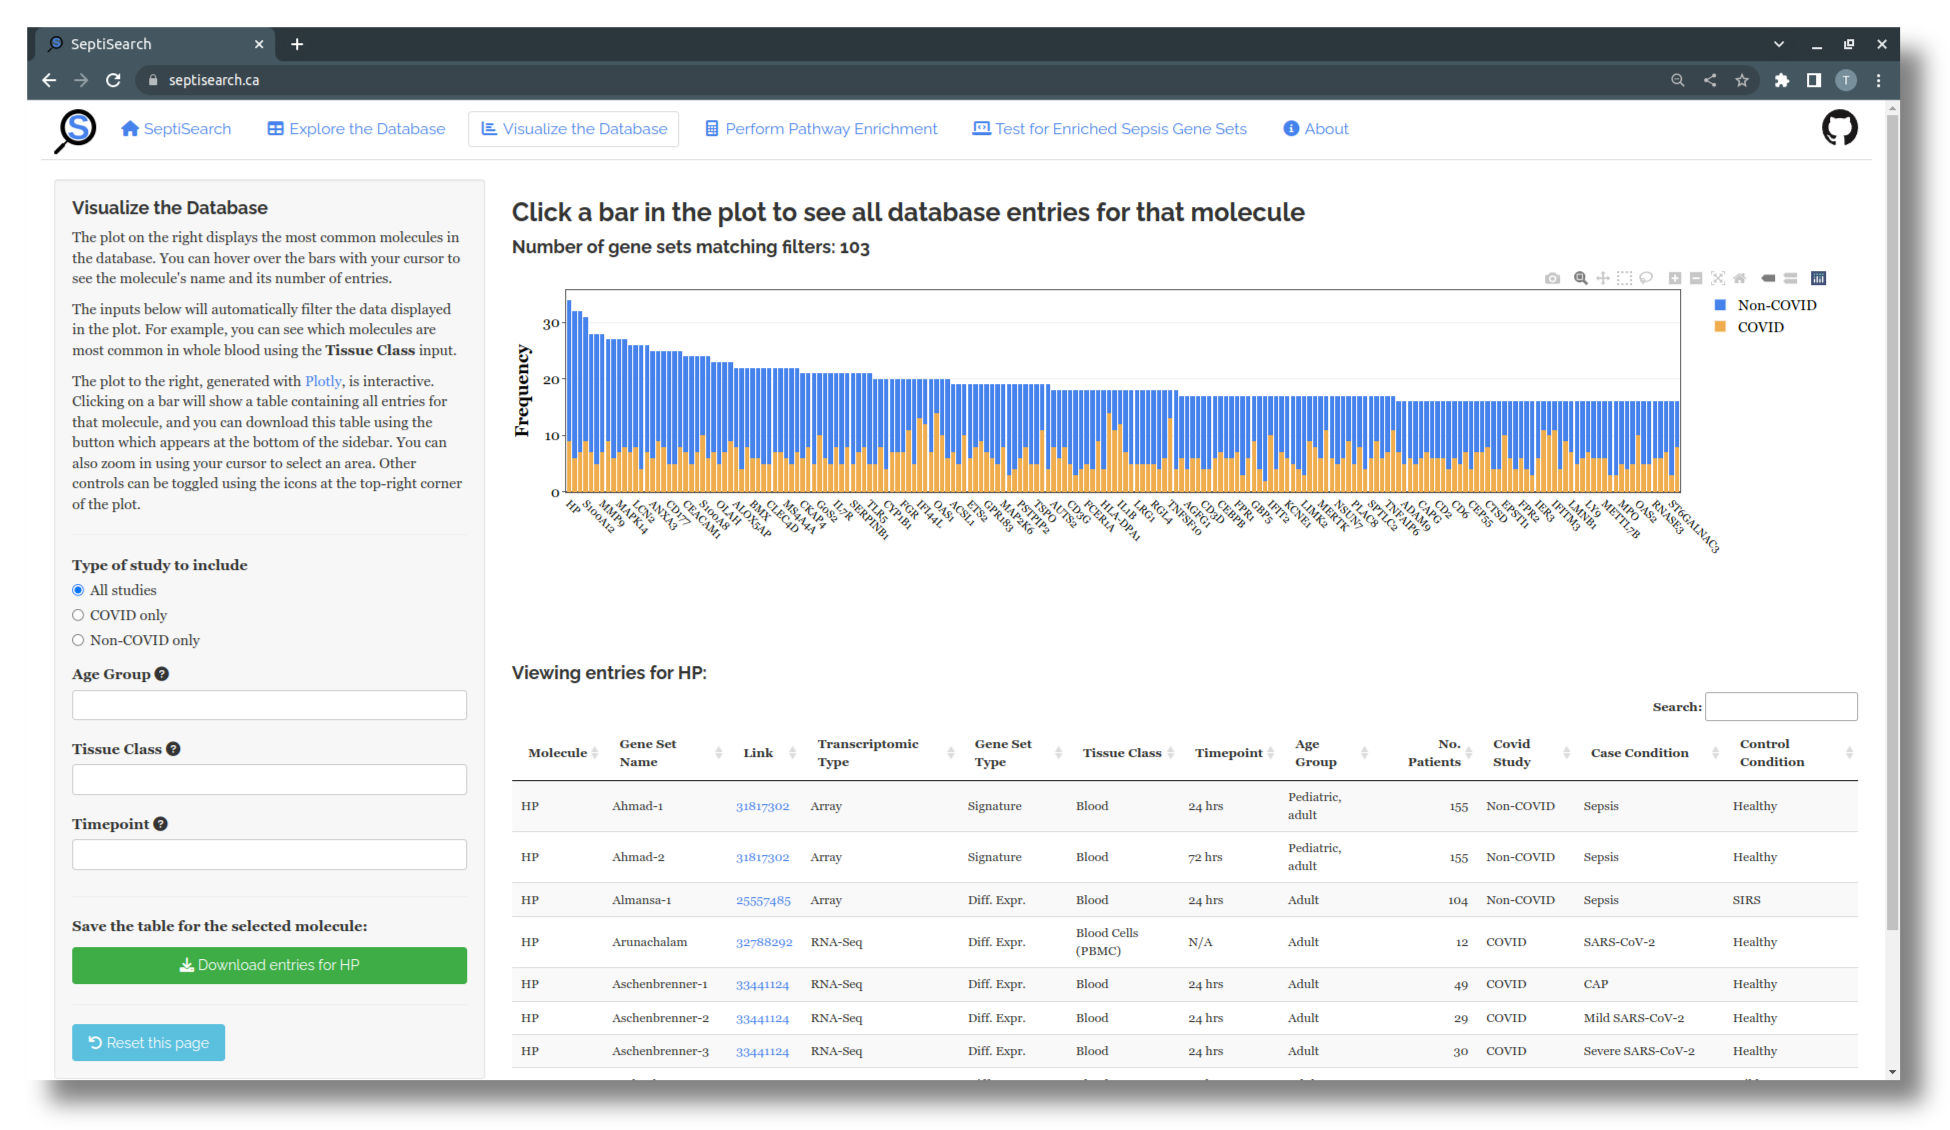 SeptiSearch
septisearch.ca
T
S
SeptiSearch
Explore the Database
Visualize the Database
Perform Pathway Enrichment
Test for Enriched Sepsis Gene Sets
About
Visualize the Database
The plot on the right displays the most common molecules in
the database. You can hover over the bars with your cursor to
see the molecule's name and its number of entries.
The inputs below will automatically filter the data displayed
in the plot. For example, you can see which molecules are
most common in whole blood using the Tissue Class input.
The plot to the right, generated with Plotly, is interactive.
Clicking on a bar will show a table containing all entries for
that molecule, and you can download this table using the
button which appears at the bottom of the sidebar. You can
also zoom in using your cursor to select an area. Other
controls can be toggled using the icons at the top-right corner
of the plot.
Type of study to include
All studies
COVID only
Non-COVID only
Age Group
Tissue Class
Timepoint
Save the table for the selected molecule:
Download entries for HP
Reset this page
Click a bar in the plot to see all database entries for that molecule
Number of gene sets matching filters: 103
Non-COVID
COVID
Frequency
30
20
10
0
HP
S100A12
MMP9
MAPK14
LCN2
ANXA3
CD177
CEACAM1
S100A8
OLAH
ALOX5AP
BMX
CLEC4D
MS4A4A
CKAP4
G0S2
IL7R
SERPINB1
TLR5
CYP1B1
FGR
IFI44L
OAS1
ACSL1
ETS2
GPR183
MAP2K6
PSTPIP2
TSPO
AUTS2
CD3G
FCER1A
HLA-DPA1
IL1B
LRG1
RGL4
TNFSF10
AGFG1
CD3D
CEBPB
FPR1
GBP5
IFIT2
KCNE1
LIMK2
MERTK
NSUN7
PLAC8
SPTLC2
TNFAIP6
ADAM9
CAPG
CD2
CD6
CEP55
CTSD
EPSTI1
FPR2
IER3
IFITM3
LMNB1
LY9
METTL7B
MPO
OAS2
RNASE3
ST6GALNAC3
Viewing entries for HP:
Search:
Molecule Gene Set Name Link Transcriptomic Type Gene Set Type Tissue Class Timepoint Age Group No. Patients Covid Study Case Condition Control Condition
HP Ahmad-1 31817302 Array Signature Blood 24 hrs Pediatric, adult 155 Non-COVID Sepsis Healthy
HP Ahmad-2 31817302 Array Signature Blood 72 hrs Pediatric, adult 155 Non-COVID Sepsis Healthy
HP Almansa-1 25557485 Array Diff. Expr. Blood 24 hrs Adult 104 Non-COVID Sepsis SIRS
HP Arunachalam 32788292 RNA-Seq Diff. Expr. Blood Cells (PBMC) N/A Adult 12 COVID SARS-CoV-2 Healthy
HP Aschenbrenner-1 33441124 RNA-Seq Diff. Expr. Blood 24 hrs Adult 49 COVID CAP Healthy
HP Aschenbrenner-2 33441124 RNA-Seq Diff. Expr. Blood 24 hrs Adult 29 COVID Mild SARS-CoV-2 Healthy
HP Aschenbrenner-3 33441124 RNA-Seq Diff. Expr. Blood 24 hrs Adult 30 COVID Severe SARS-CoV-2 Healthy